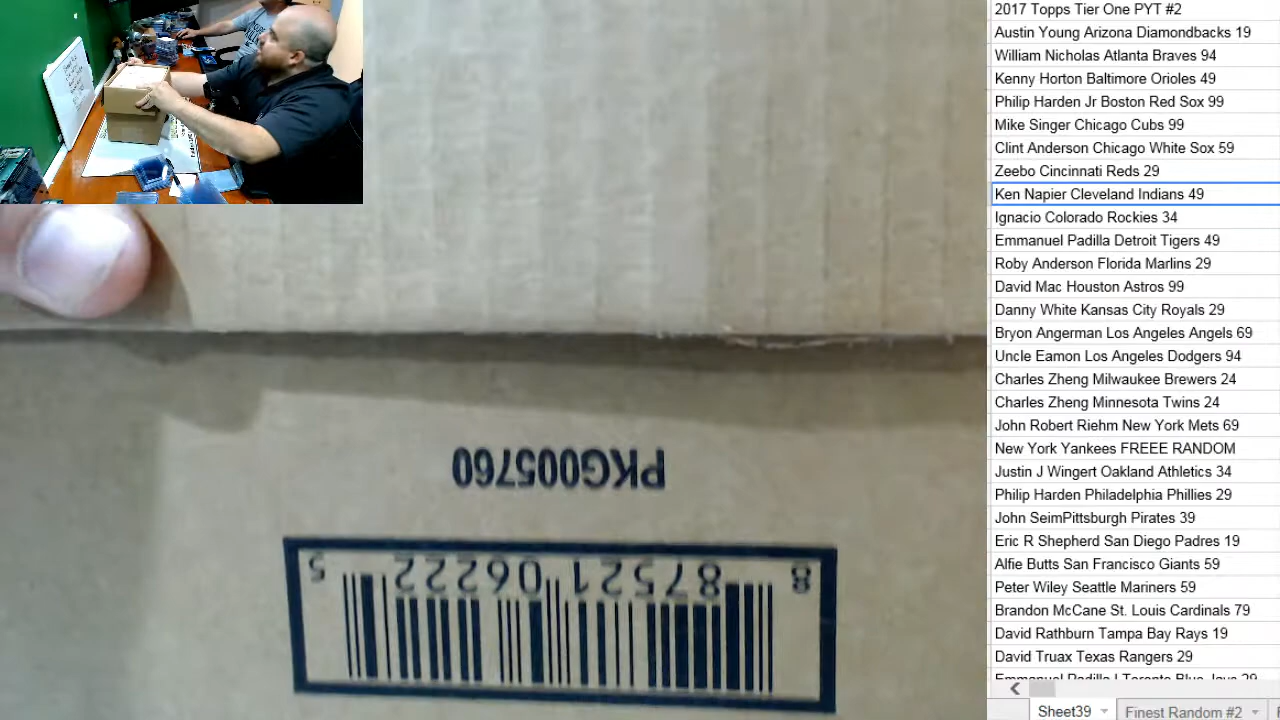 2017 Topps Tier One PYT #2
Austin Young Arizona Diamondbacks 19
William Nicholas Atlanta Braves 94
Kenny Horton Baltimore Orioles 49
Philip Harden Jr Boston Red Sox 99
Mike Singer Chicago Cubs 99
Clint Anderson Chicago White Sox 59
Zeebo Cincinnati Reds 29
Ken Napier Cleveland Indians 49
Ignacio Colorado Rockies 34
Emmanuel Padilla Detroit Tigers 49
Roby Anderson Florida Marlins 29
David Mac Houston Astros 99
Danny White Kansas City Royals 29
Bryon Angerman Los Angeles Angels 69
Uncle Eamon Los Angeles Dodgers 94
Charles Zheng Milwaukee Brewers 24
Charles Zheng Minnesota Twins 24
John Robert Riehm New York Mets 69
New York Yankees FREEE RANDOM
Justin J Wingert Oakland Athletics 34
Philip Harden Philadelphia Phillies 29
John SeimPittsburgh Pirates 39
Eric R Shepherd San Diego Padres 19
Alfie Butts San Francisco Giants 59
Peter Wiley Seattle Mariners 59
Brandon McCane St. Louis Cardinals 79
David Rathburn Tampa Bay Rays 19
David Truax Texas Rangers 29
Emmanuel Padilla I Toronto Blue Jays 29
Sheet39
Finest Random #2
PKG005760
8 87521 06222 5